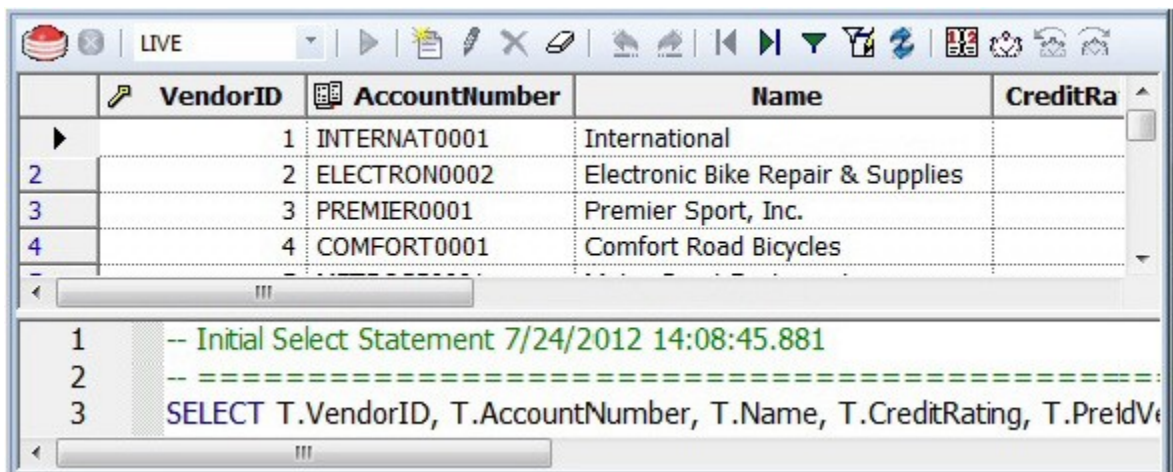 LIVE
VendorID AccountNumber Name CreditRa
1 INTERNAT0001 International
2 2 ELECTRON0002 Electronic Bike Repair & Supplies
3 3 PREMIER0001 Premier Sport, Inc.
4 4 COMFORT0001 Comfort Road Bicycles
1 -- Initial Select Statement 7/24/2012 14:08:45.881
2 -- ============================================
3 SELECT T.VendorID, T.AccountNumber, T.Name, T.CreditRating,